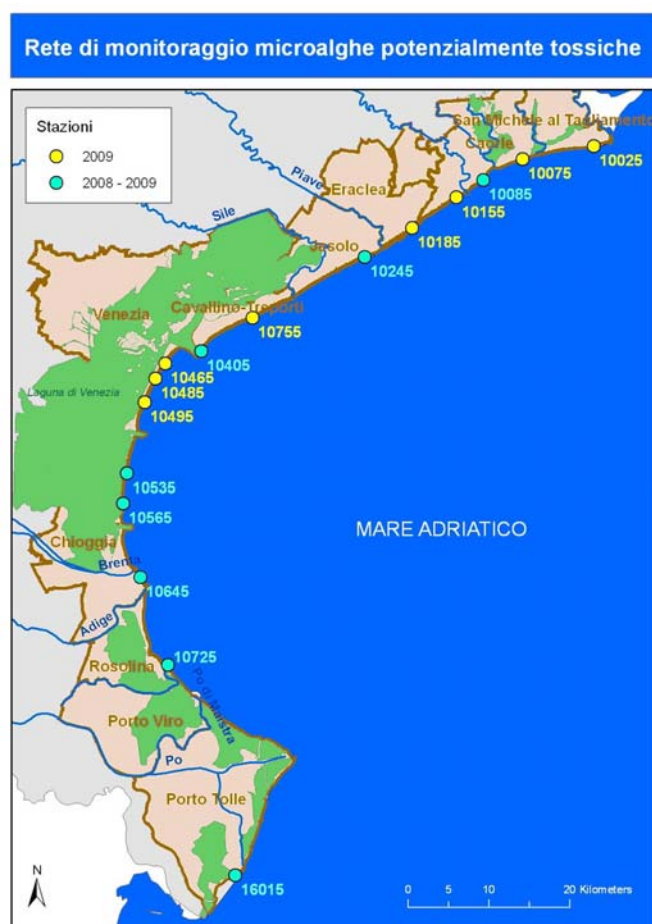 Rete di monitoraggio microalghe potenzialmente tossiche
Stazioni
2009
2008 - 2009
San Michele al Tagliamento
Caorle
10025
10075
10085
10155
Piave
Eraclea
10185
Sile
Jesolo
10245
Cavallino-Treporti
Venezia
10755
10405
10465
10485
Laguna di Venezia
10495
10535
10565
MARE ADRIATICO
Chioggia
Brenta
10645
Adige
Rosolina
10725
Po di Maistra
Porto Viro
Po
Porto Tolle
16015
N
0 5 10 20 Kilometers